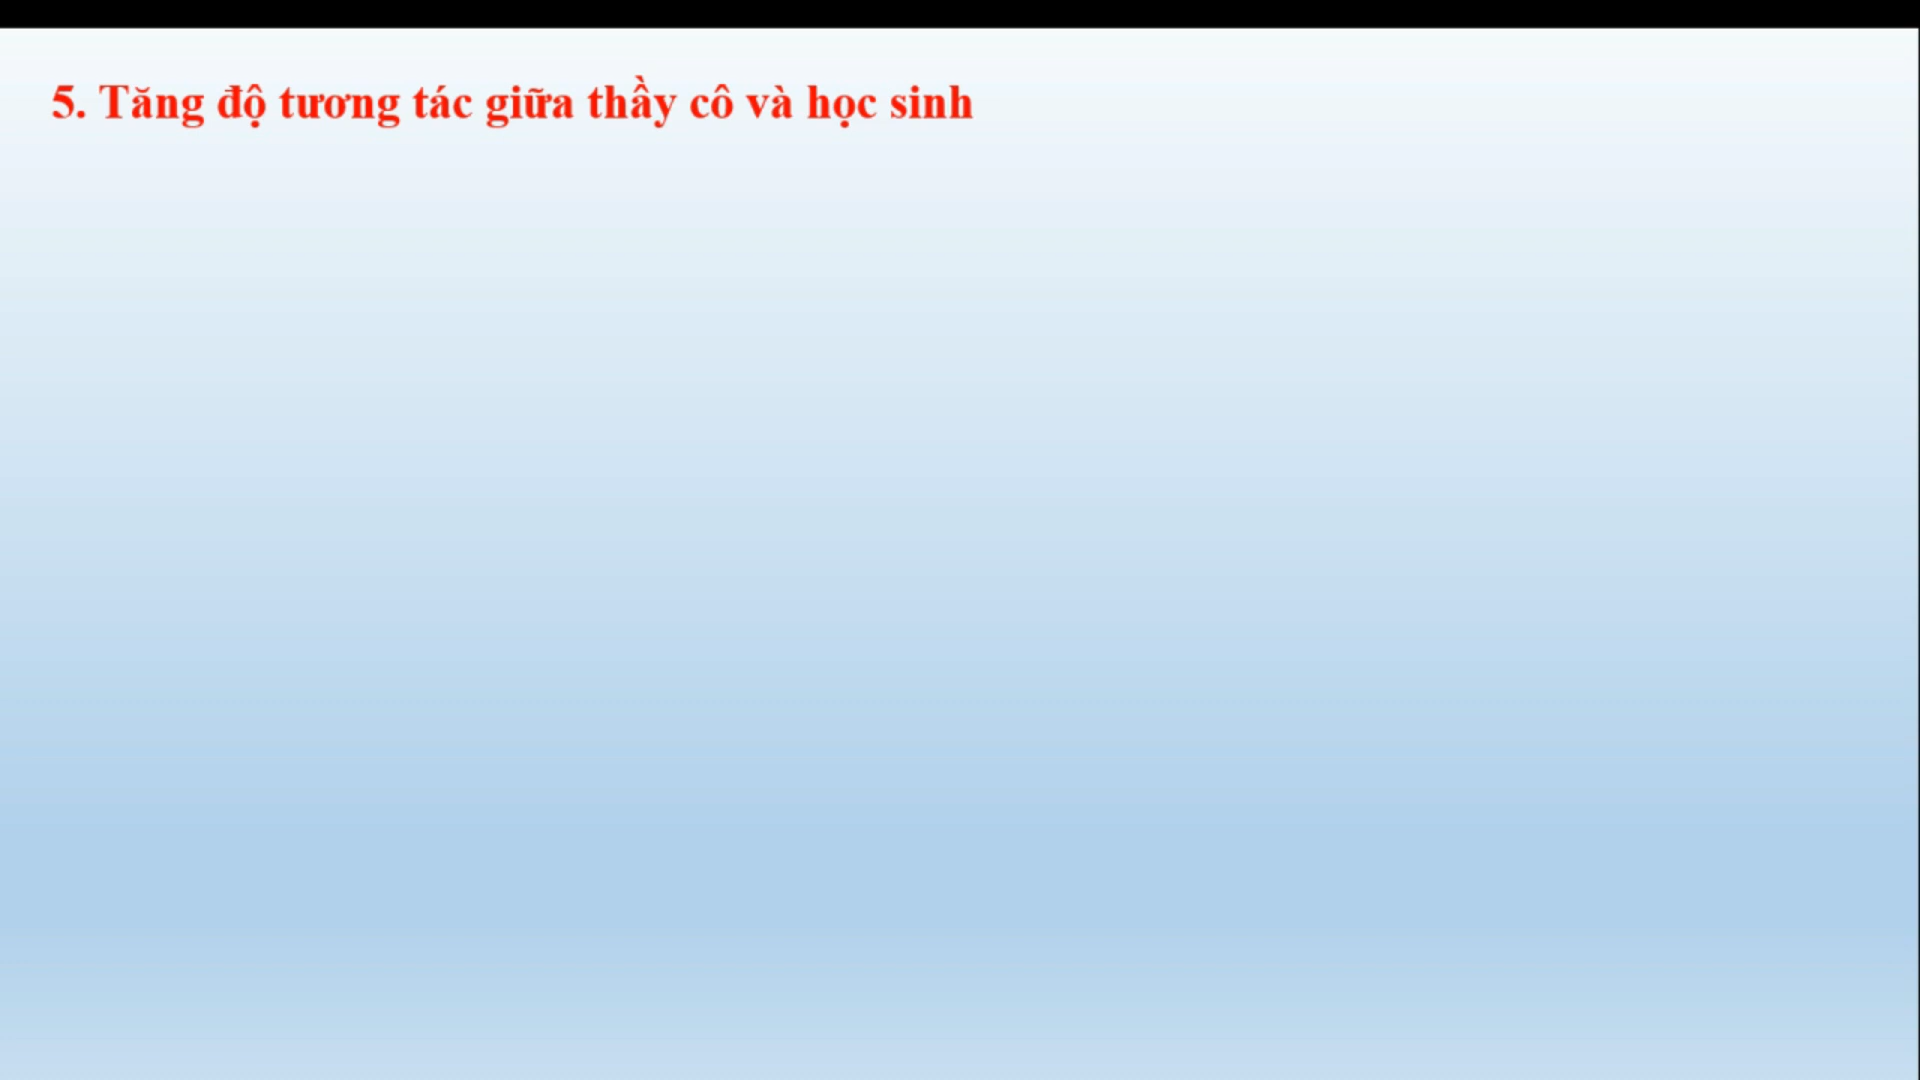 5. Tăng độ tương tác giữa thầy cô và học sinh